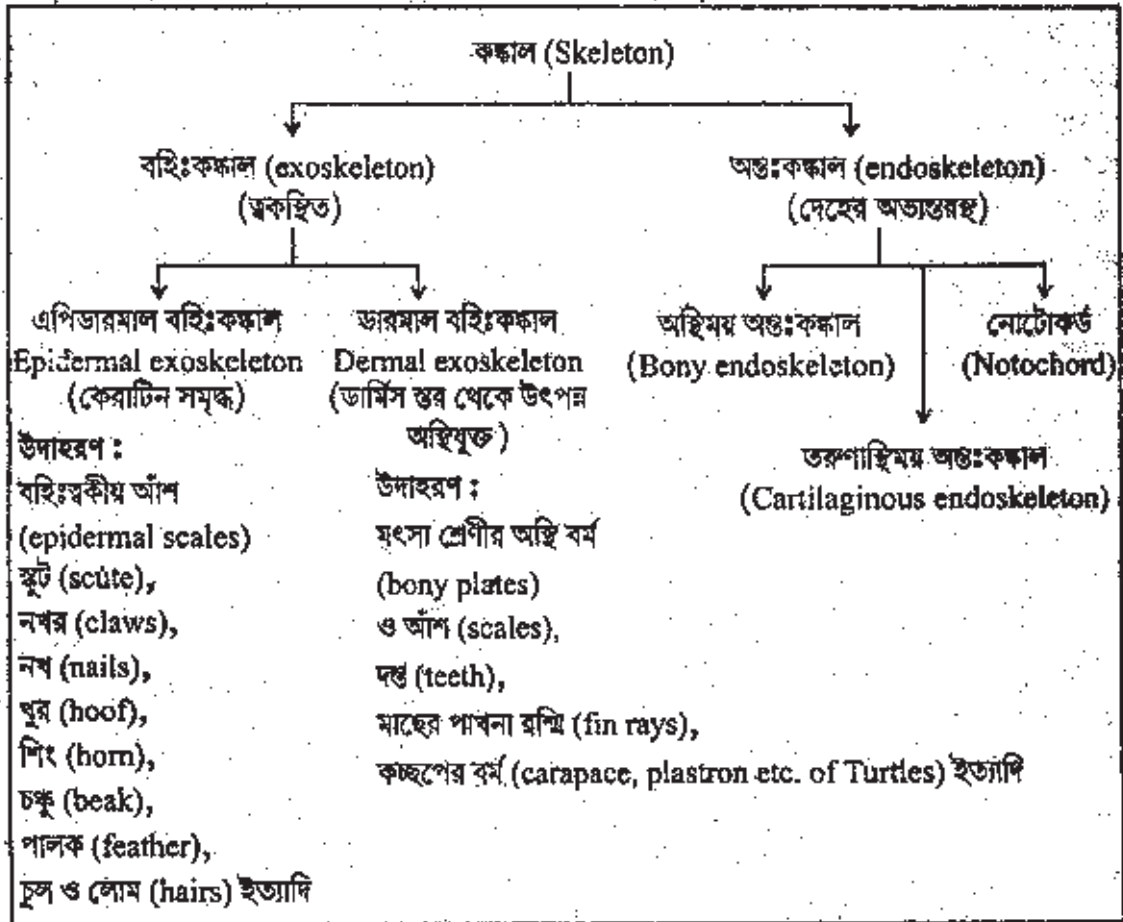 কঙ্কাল (Skeleton)
বহিঃকঙ্কাল (exoskeleton)
(ত্বকস্থিত)
অন্তঃকঙ্কাল (endoskeleton)
(দেহের অভ্যন্তরস্থ)
এপিডারমাল বহিঃকঙ্কাল
Epidermal exoskeleton
(কেরাটিন সমৃদ্ধ)
উদাহরণ :
বহিঃত্বকীয় আঁশ
(epidermal scales)
স্কুট (scute),
নখর (claws),
নখ (nails),
খুর (hoof),
শিং (horn),
চঞ্চু (beak),
পালক (feather),
চুল ও লোম (hairs) ইত্যাদি
ডারমাল বহিঃকঙ্কাল
Dermal exoskeleton
(ডার্মিস স্তর থেকে উৎপন্ন
অস্থিযুক্ত)
উদাহরণ :
মৎস্য শ্রেণীর অস্থি বর্ম
(bony plates)
ও আঁশ (scales),
দন্ত (teeth),
মাছের পাখনা রশ্মি (fin rays),
কচ্ছপের বর্ম (carapace, plastron etc. of Turtles) ইত্যাদি
অস্থিময় অন্তঃকঙ্কাল
(Bony endoskeleton)
নোটোকর্ড
(Notochord)
তরুণাস্থিময় অন্তঃকঙ্কাল
(Cartilaginous endoskeleton)